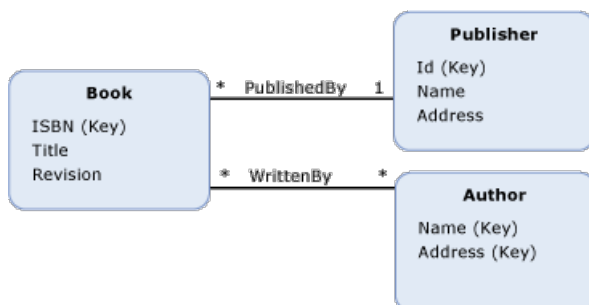 Publisher
Id (Key)
Name
Address
Book
ISBN (Key)
Title
Revision
* PublishedBy 1
* WrittenBy *
Author
Name (Key)
Address (Key)